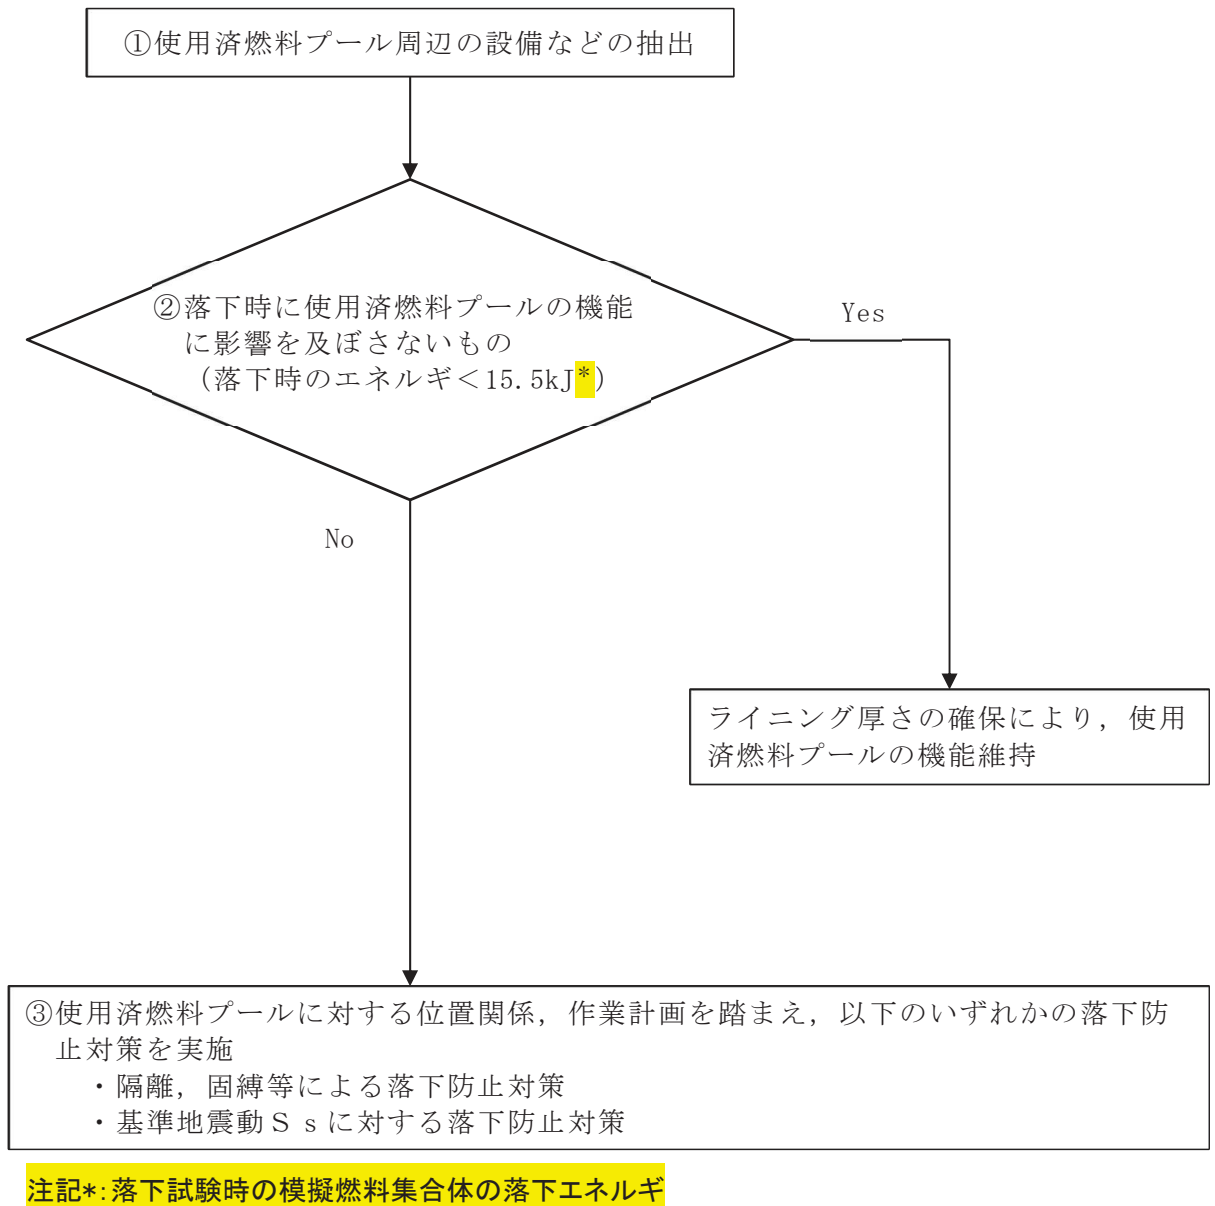 ①使用済燃料プール周辺の設備などの抽出
②落下時に使用済燃料プールの機能
に影響を及ぼさないもの
（落下時のエネルギ＜15.5kJ*）
Yes
No
ライニング厚さの確保により，使用
済燃料プールの機能維持
③使用済燃料プールに対する位置関係，作業計画を踏まえ，以下のいずれかの落下防
止対策を実施
・隔離，固縛等による落下防止対策
・基準地震動Ｓｓに対する落下防止対策
注記*:落下試験時の模擬燃料集合体の落下エネルギ